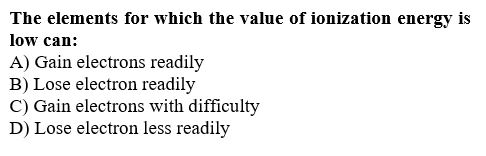 The elements for which the value of ionization energy is
low can:
A) Gain electrons readily
B) Lose electron readily
C) Gain electrons with difficulty
D) Lose electron less readily